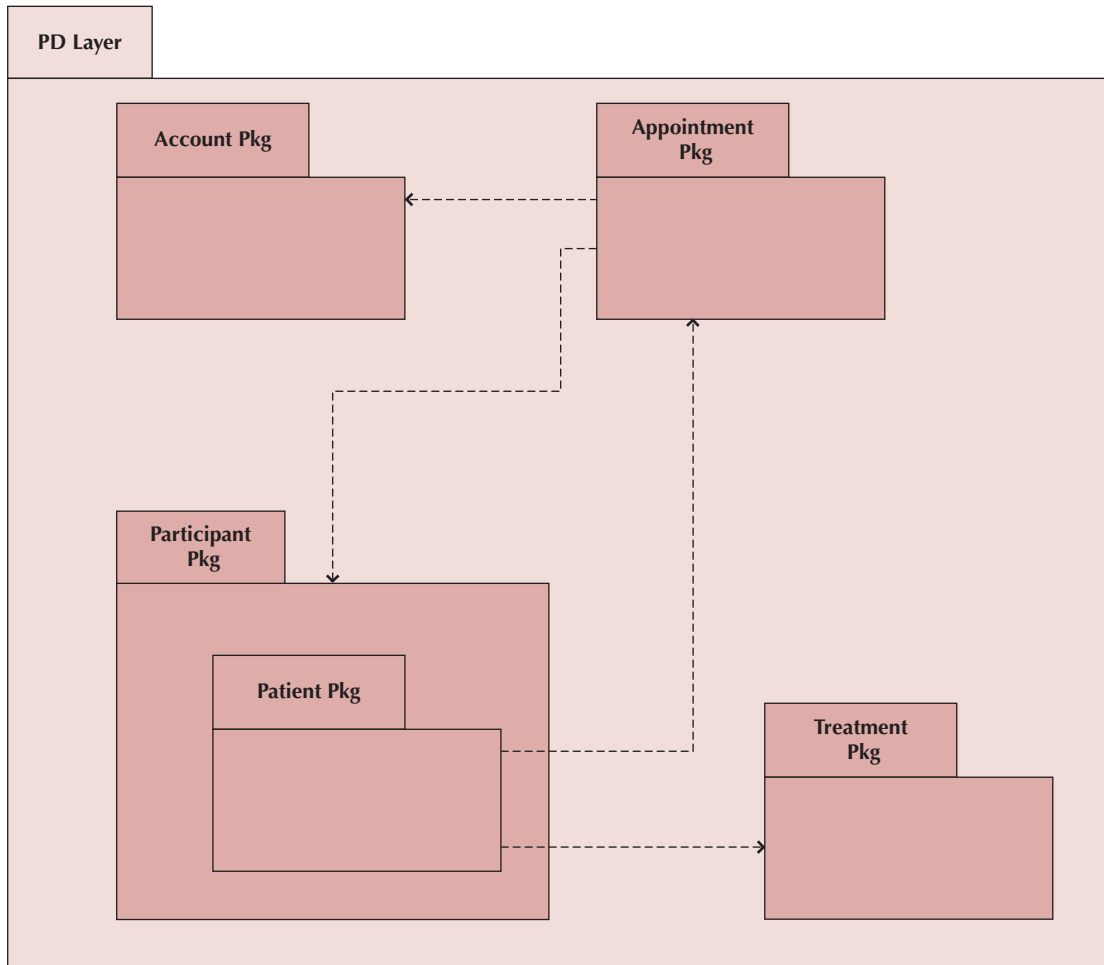 PD Layer
Account Pkg
Appointment
Pkg
Participant
Pkg
Patient Pkg
Treatment
Pkg